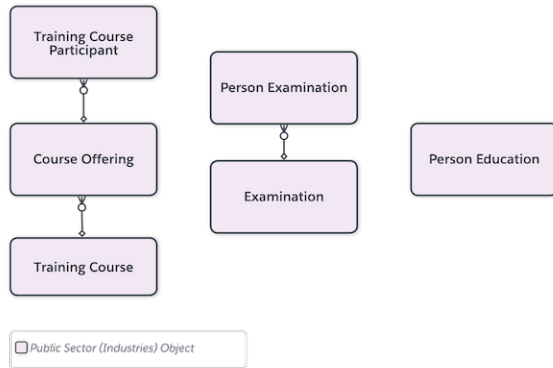 Training Course
Participant
Person Examination
Course Offering
Person Education
Examination
Training Course
Public Sector (Industries) Object